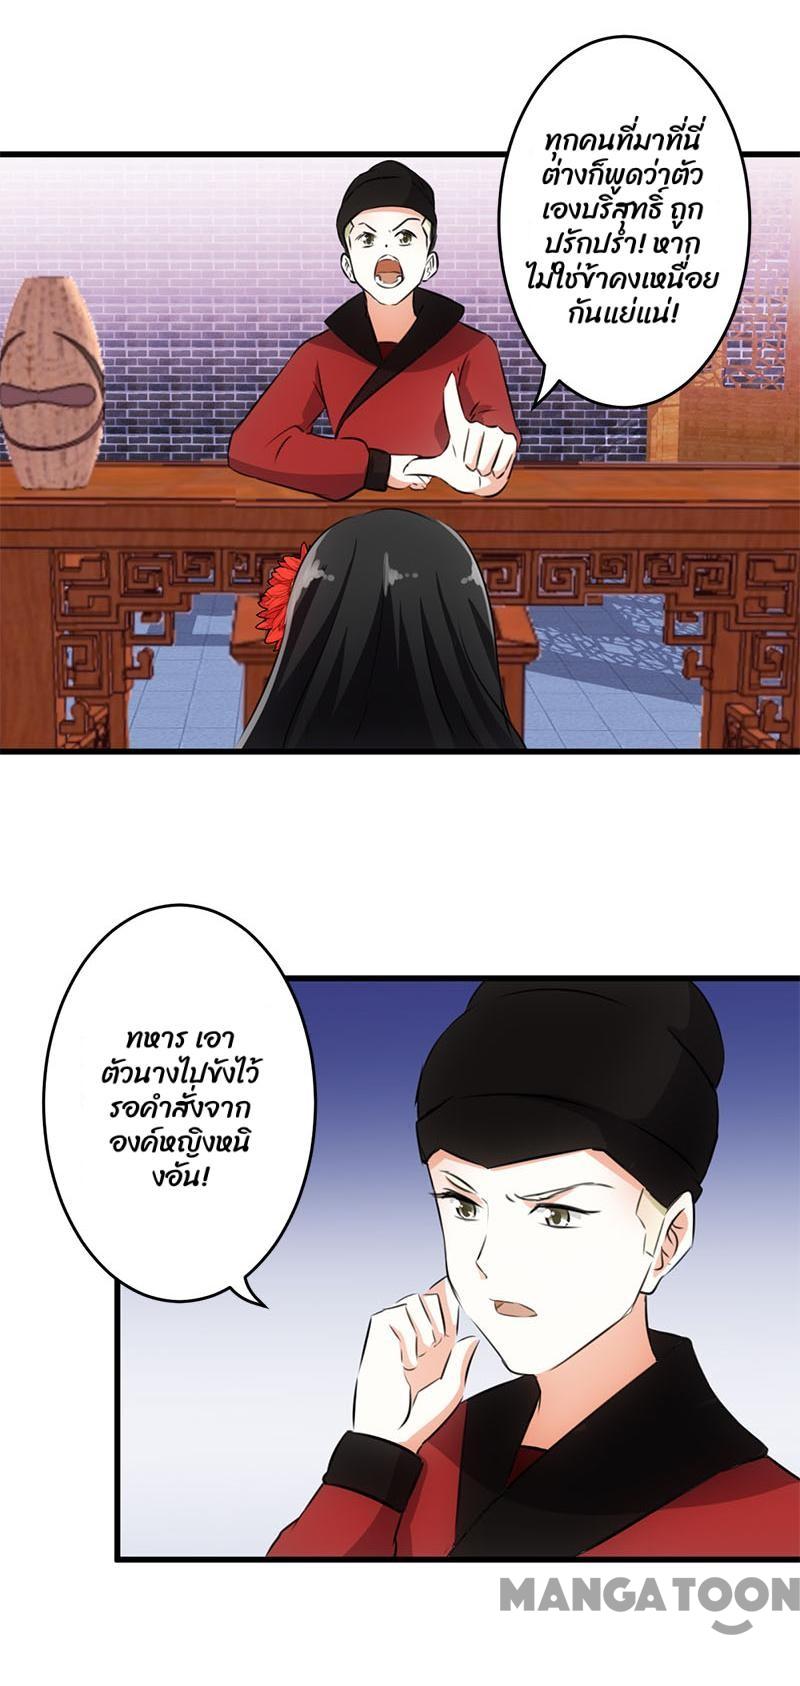 ทุกคนที่มาที่นี่
ต่างก็พูดว่าตัว
เองบริสุทธิ์ ถูก
ปรักปรำ! หาก
ไม่ใช่ข้าคงเหนื่อย
กันแย่แน่!
ทหาร เอา
ตัวนางไปขังไว้
รอคำสั่งจาก
องค์หญิงหนิ
งอัน!
MANGATOON